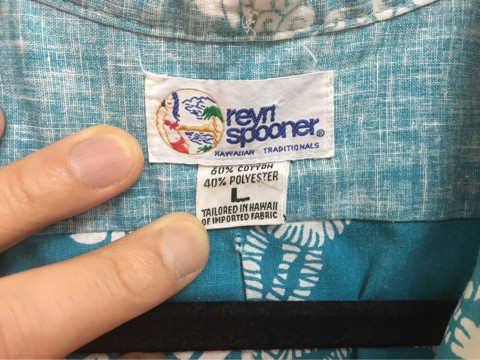 reyn
spooner®
HAWAIIAN TRADITIONALS
60% COTTON
40% POLYESTER
L
TAILORED IN HAWAII
OF IMPORTED FABRIC